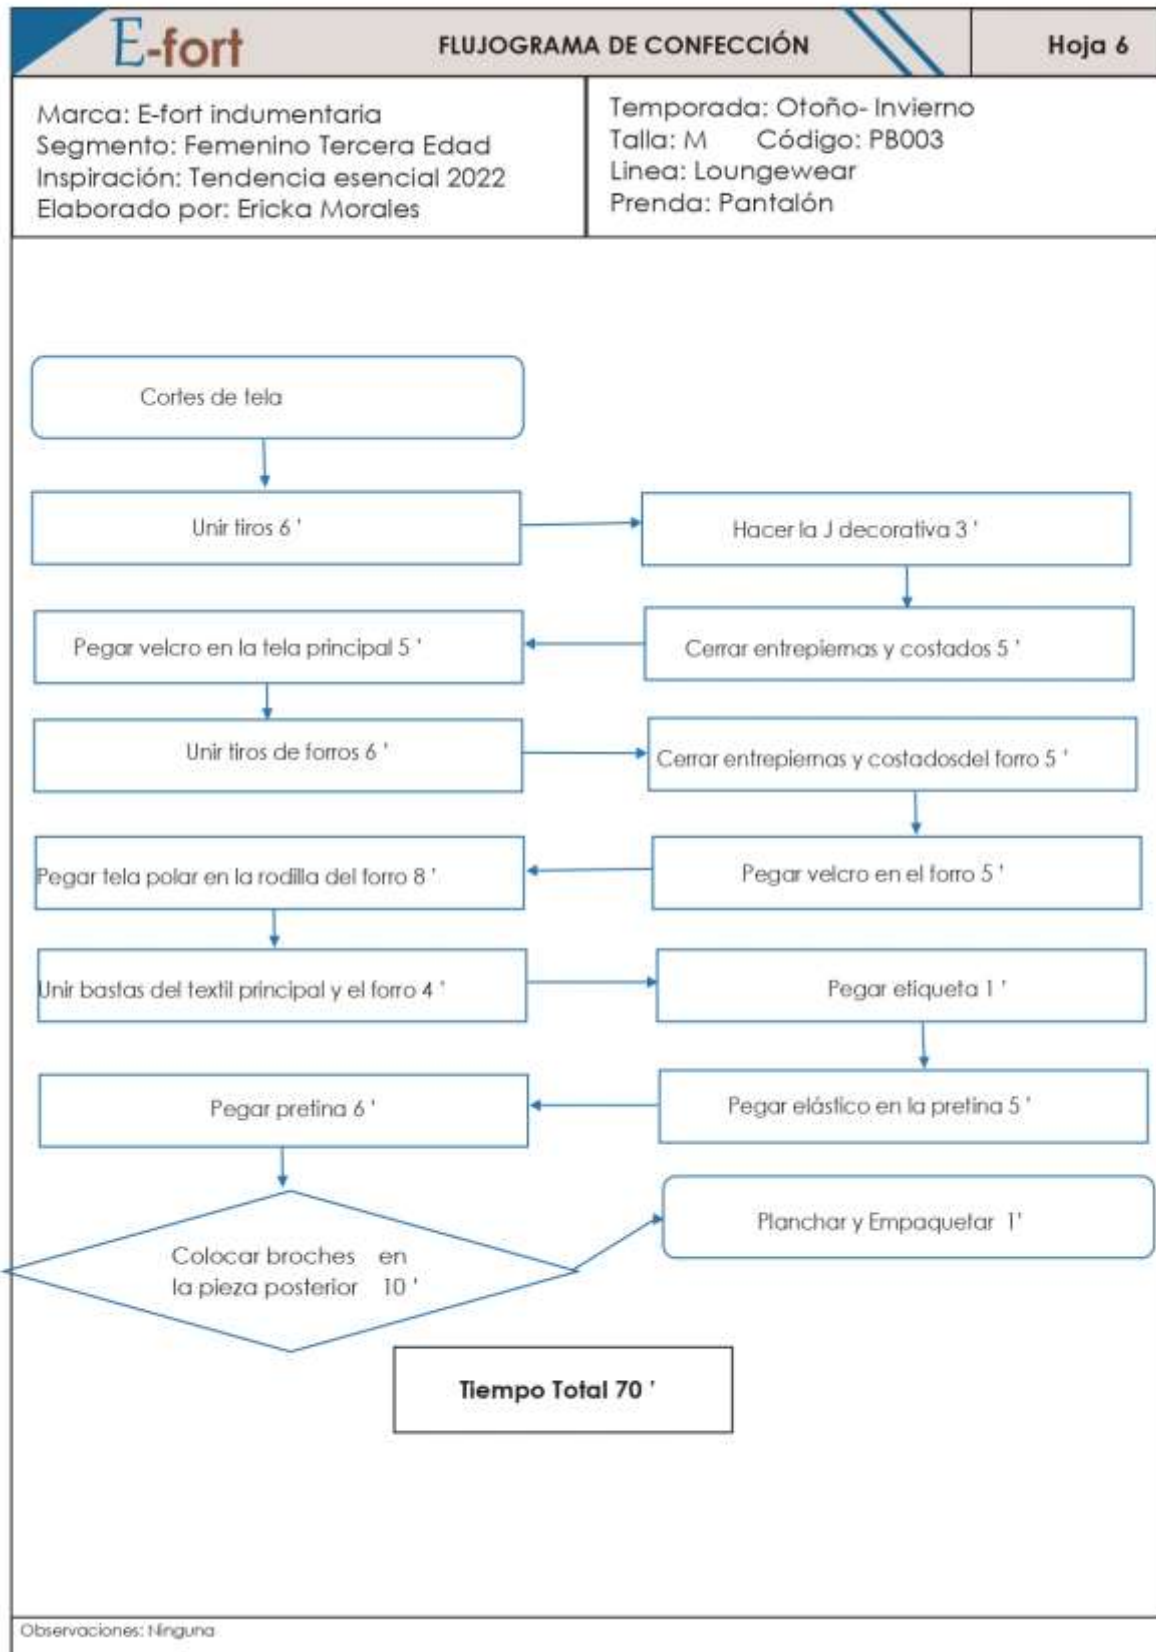 E-fort
FLUJOGRAMA DE CONFECCIÓN
Hoja 6
Marca: E-fort indumentaria
Segmento: Femenino Tercera Edad
Inspiración: Tendencia esencial 2022
Elaborado por: Ericka Morales
Temporada: Otoño- Invierno
Talla: M Código: PB003
Linea: Loungewear
Prenda: Pantalón
Cortes de tela
Unir tiros 6 '
Hacer la J decorativa 3 '
Cerrar entrepiernas y costados 5 '
Pegar velcro en la tela principal 5 '
Unir tiros de forros 6 '
Cerrar entrepiernas y costadosdel forro 5 '
Pegar velcro en el forro 5 '
Pegar tela polar en la rodilla del forro 8 '
Unir bastas del textil principal y el forro 4 '
Pegar etiqueta 1 '
Pegar elástico en la pretina 5 '
Pegar pretina 6 '
Colocar broches en
la pieza posterior 10 '
Planchar y Empaquetar 1'
Tiempo Total 70 '
Observaciones: Ninguna